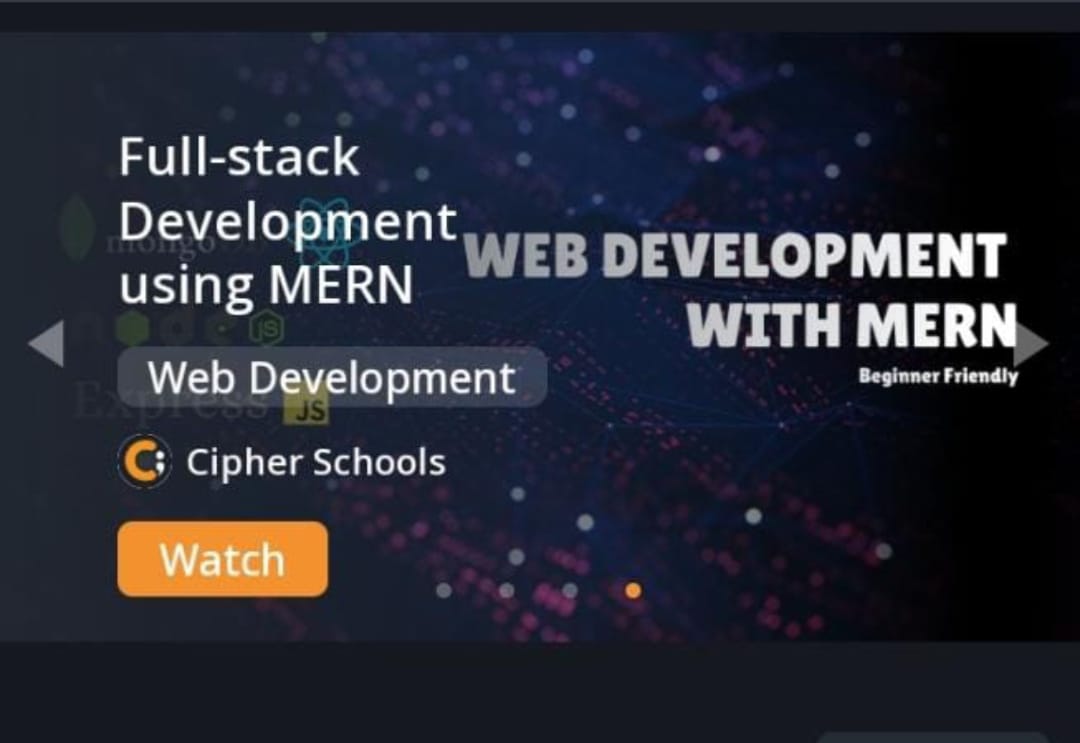 Full-stack
Development
using MERN
Web Development
Cipher Schools
Watch
WEB DEVELOPMENT
WITH MERN
Beginner Friendly
mongo
node
JS
Express
JS